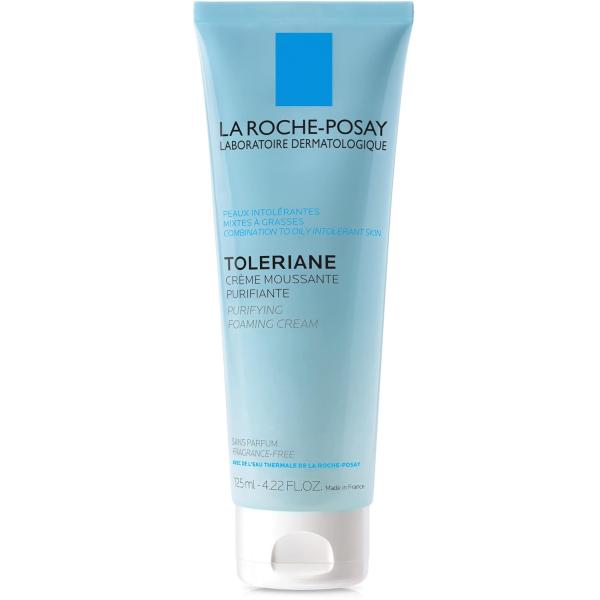 LA ROCHE-POSAY
LABORATOIRE DERMATOLOGIQUE
PEAUX INTOLÉRANTES
MIXTES À GRASSES
COMBINATION TO OILY INTOLERANT SKIN
TOLERIANE
CRÈME MOUSSANTE
PURIFIANTE
PURIFYING
FOAMING CREAM
SANS PARFUM
FRAGRANCE-FREE
AVEC DE L'EAU THERMALE DE LA ROCHE-POSAY
125 ml - 4.22 FL.OZ. Made in France